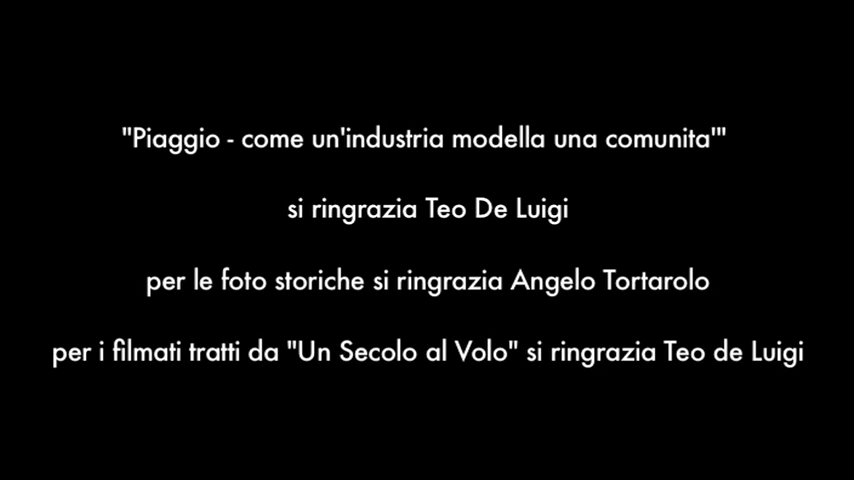 "Piaggio - come un'industria modella una comunita'"
si ringrazia Teo De Luigi
per le foto storiche si ringrazia Angelo Tortarolo
per i filmati tratti da "Un Secolo al Volo" si ringrazia Teo de Luigi